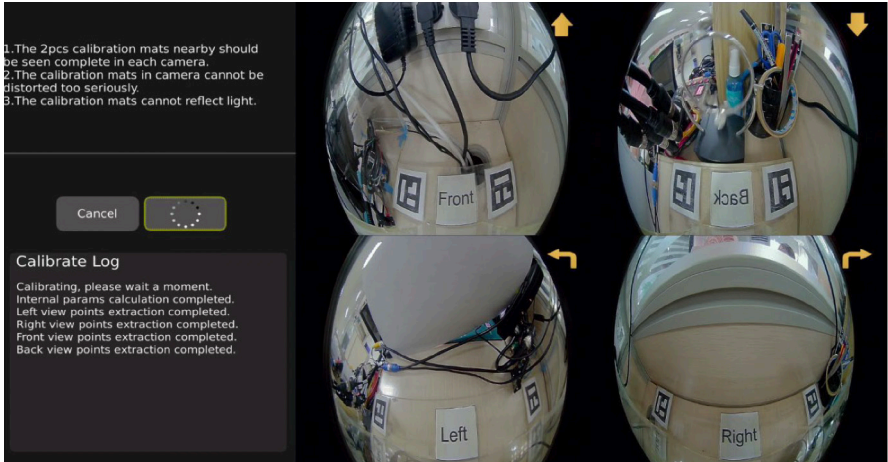 1.The 2pcs calibration mats nearby should
be seen complete in each camera.
2.The calibration mats in camera cannot be
distorted too seriously.
3.The calibration mats cannot reflect light.
Cancel
Calibrate Log
Calibrating, please wait a moment.
Internal params calculation completed.
Left view points extraction completed.
Right view points extraction completed.
Front view points extraction completed.
Back view points extraction completed.
Front
Back
Left
Right